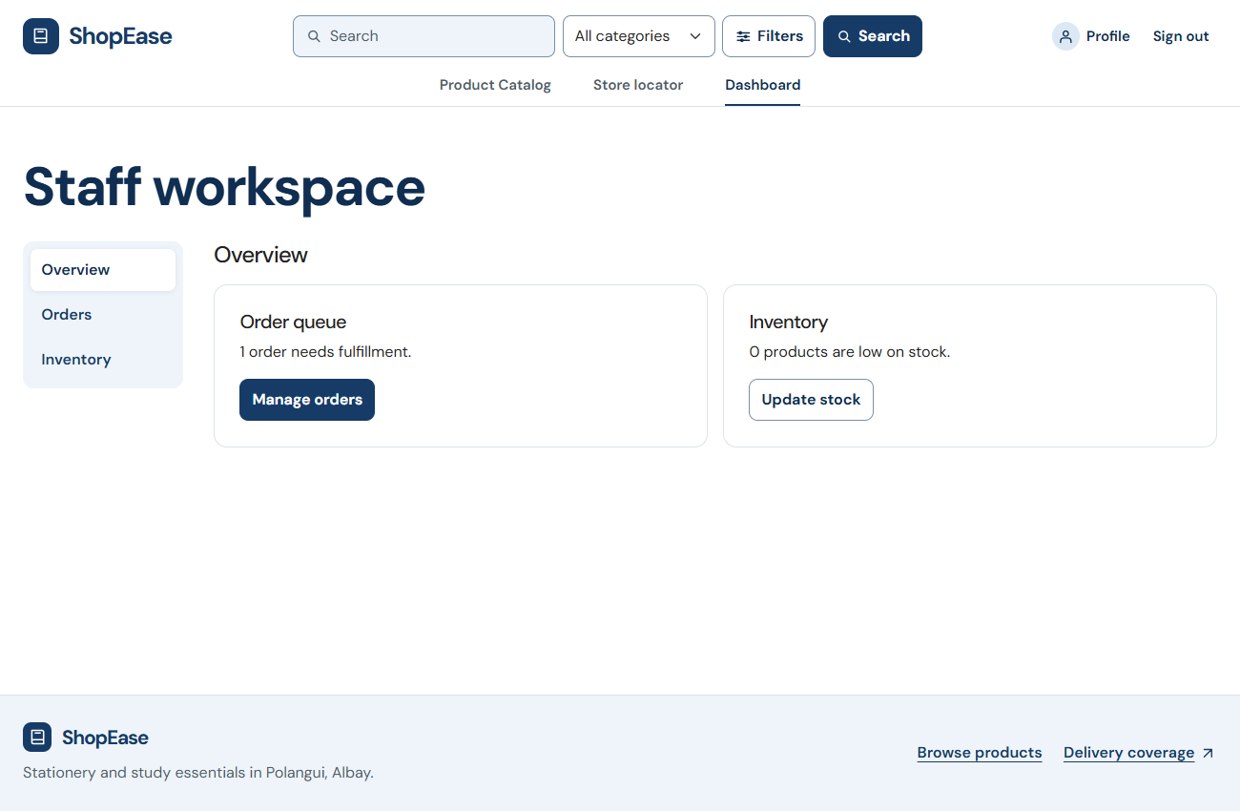 ShopEase
Search
All categories
Filters
Search
Profile
Sign out
Product Catalog
Store locator
Dashboard
Staff workspace
Overview
Orders
Inventory
Overview
Order queue
1 order needs fulfillment.
Manage orders
Inventory
0 products are low on stock.
Update stock
ShopEase
Stationery and study essentials in Polangui, Albay.
Browse products
Delivery coverage